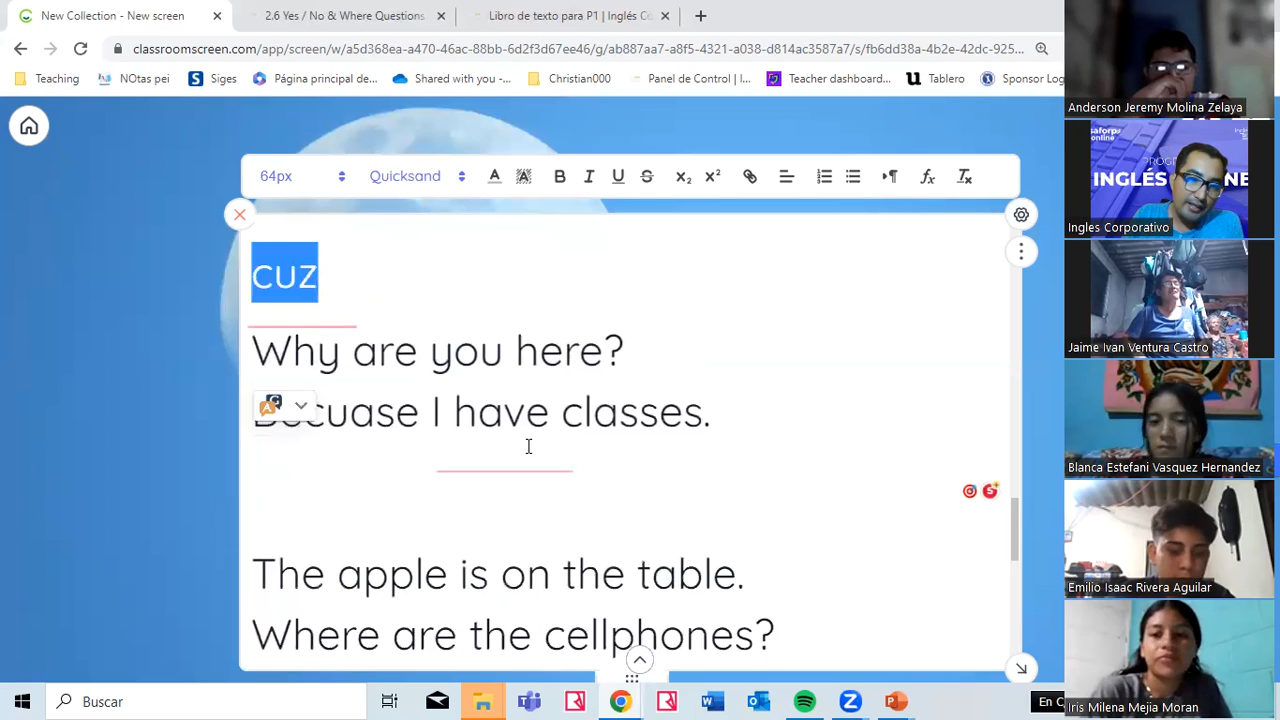 New Collection - New screen
2.6 Yes / No & Where Questions
Libro de texto para P1 | Inglés C
classroomscreen.com/app/screen/w/a5d368ea-a470-46ac-8bbb-6d2f3d67ee46/g/ab887aa7-a8f5-4321-a038-d814ac3587a7/s/fb6dd38a-4b2e-42dc-925...
Teaching
NOtas pei
Siges
Página principal de...
Shared with you -...
Christian000
Panel de Control | I...
Teacher dashboard...
Tablero
Sponsor Log
64px
Quicksand
cuz
Why are you here?
Becuase I have classes.
The apple is on the table.
Where are the cellphones?
Buscar
Anderson Jeremy Molina Zelaya
INGLÉS
NE
Ingles Corporativo
Jaime Ivan Ventura Castro
Blanca Estefani Vasquez Hernandez
Emilio Isaac Rivera Aguilar
Iris Milena Mejia Moran